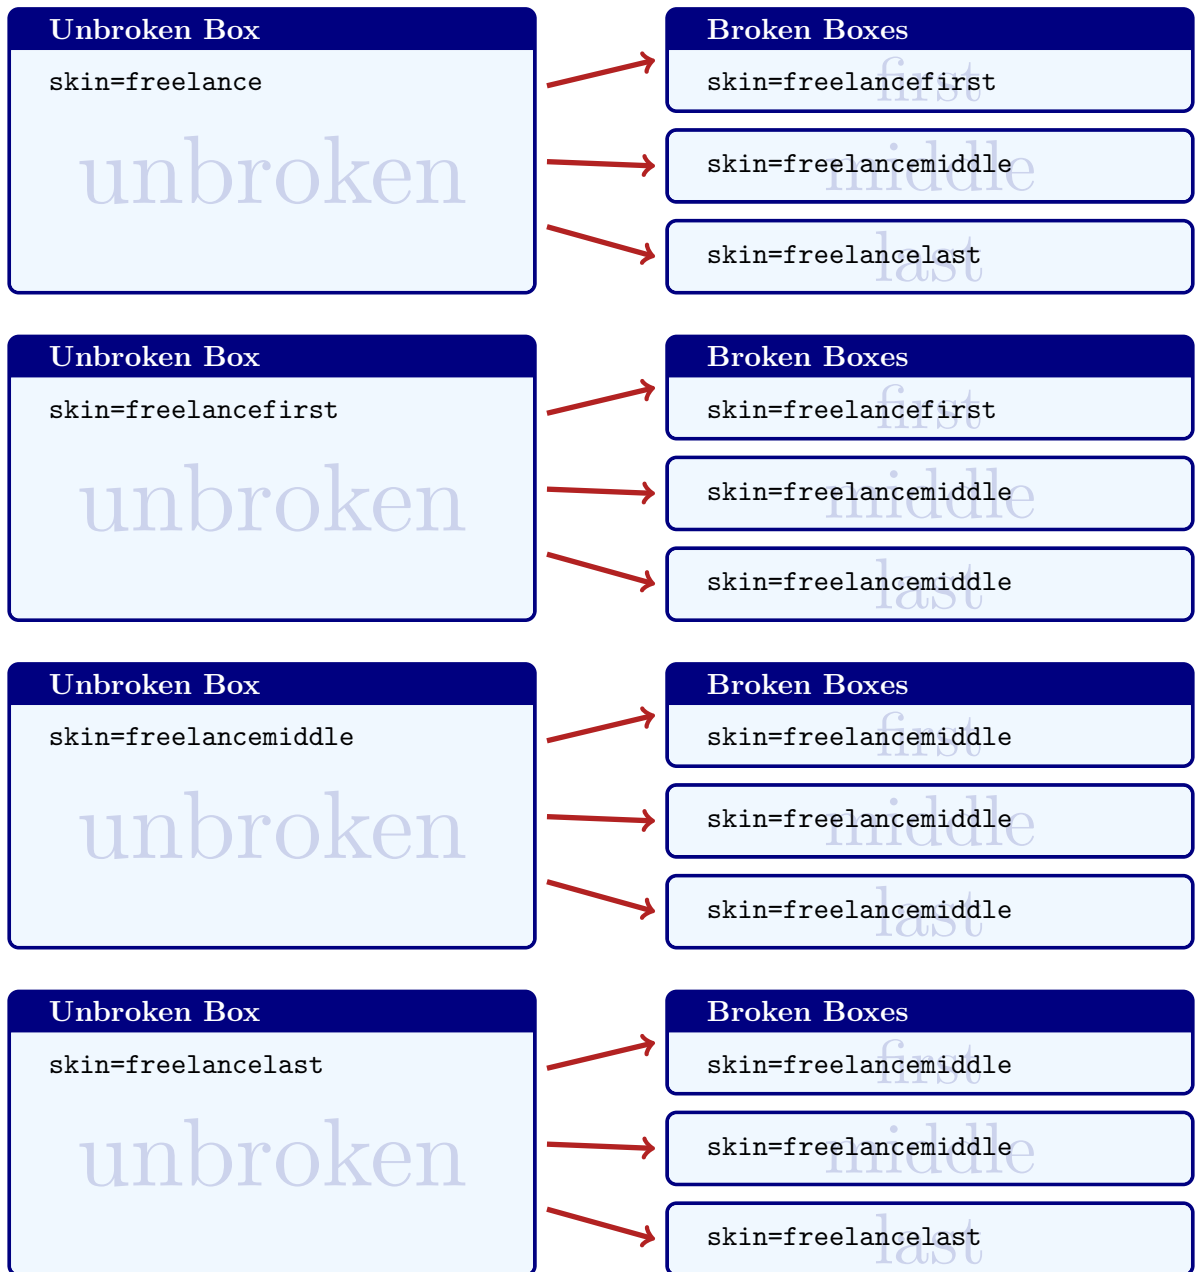 Unbroken Box
skin=freelance
unbroken
Broken Boxes
first
skin=freelancefirst
middle
skin=freelancemiddle
last
skin=freelancelast
Unbroken Box
skin=freelancefirst
unbroken
Broken Boxes
first
skin=freelancefirst
middle
skin=freelancemiddle
last
skin=freelancemiddle
Unbroken Box
skin=freelancemiddle
unbroken
Broken Boxes
first
skin=freelancemiddle
middle
skin=freelancemiddle
last
skin=freelancemiddle
Unbroken Box
skin=freelancelast
unbroken
Broken Boxes
first
skin=freelancemiddle
middle
skin=freelancemiddle
last
skin=freelancelast